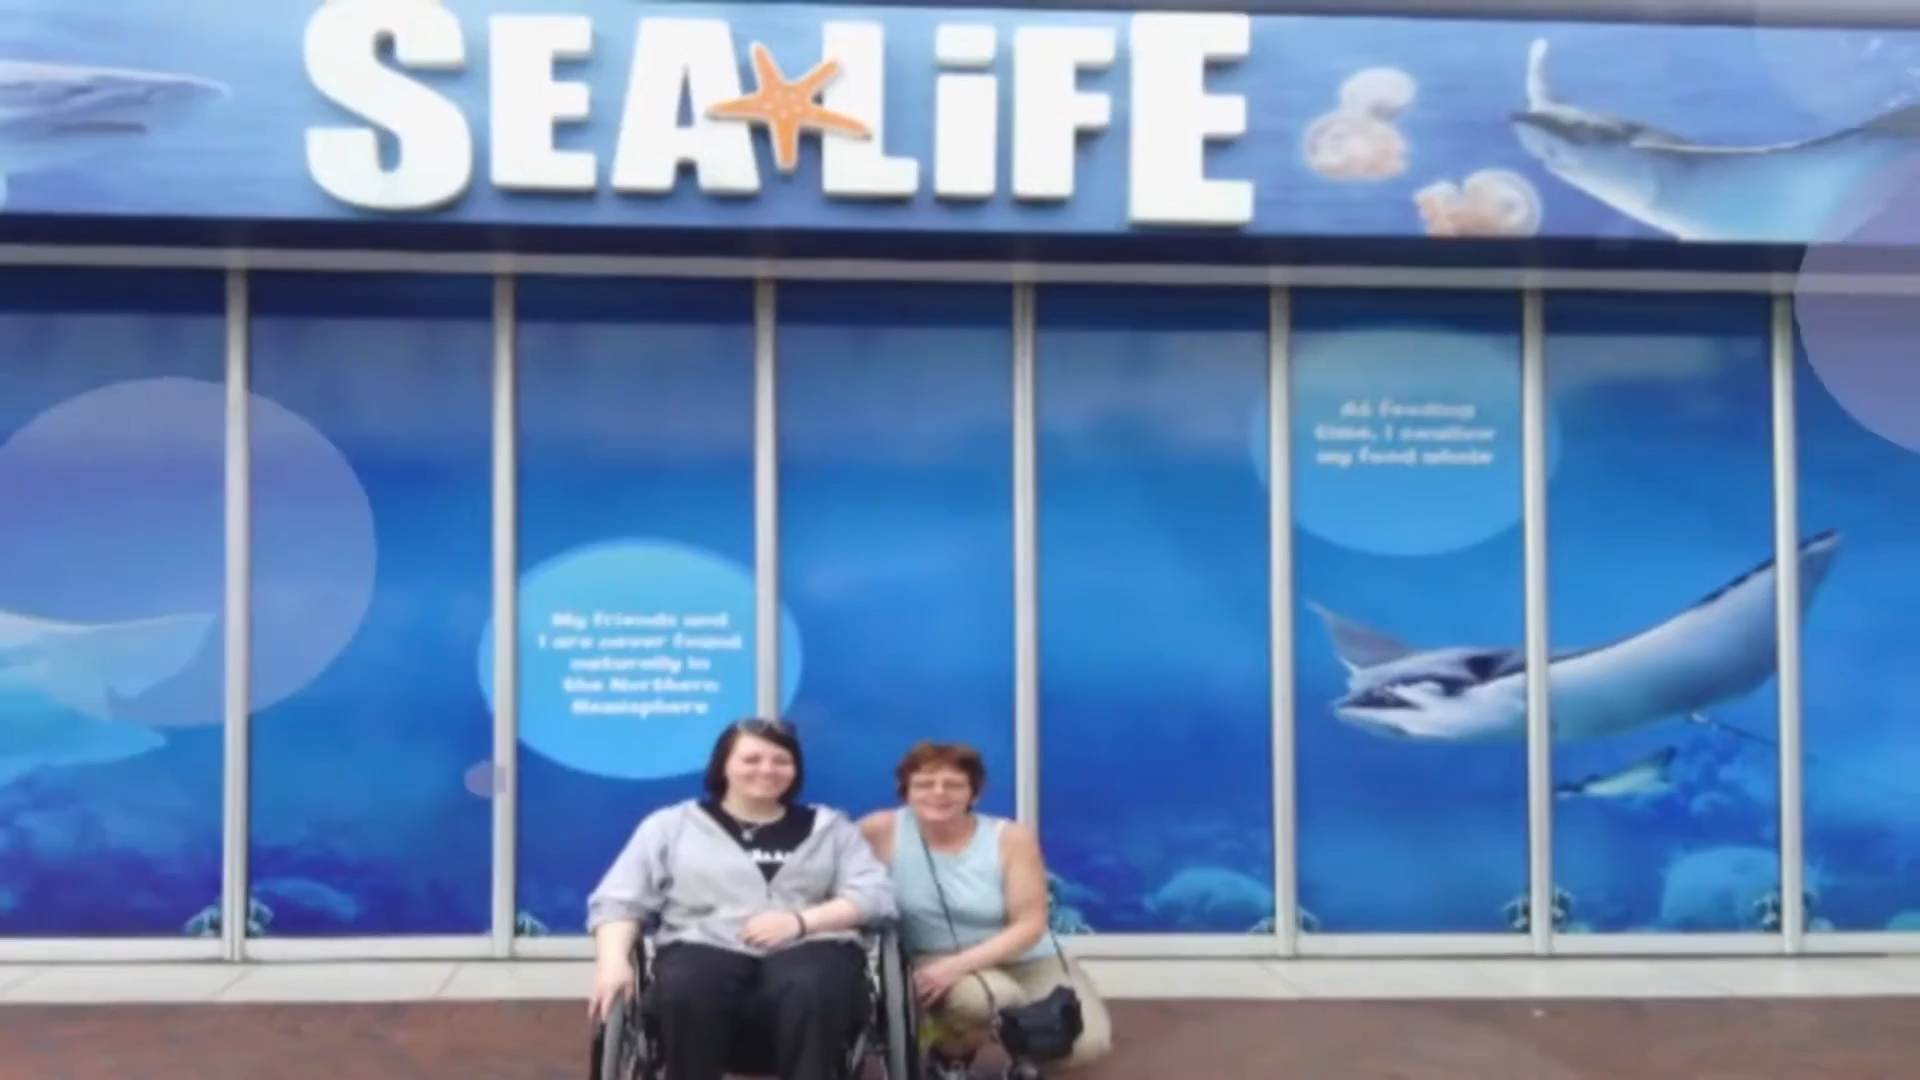 SEA LiFE
At feeding
time, I swallow
my food whole
My friends and
I are never found
naturally in
the Northern
Hemisphere